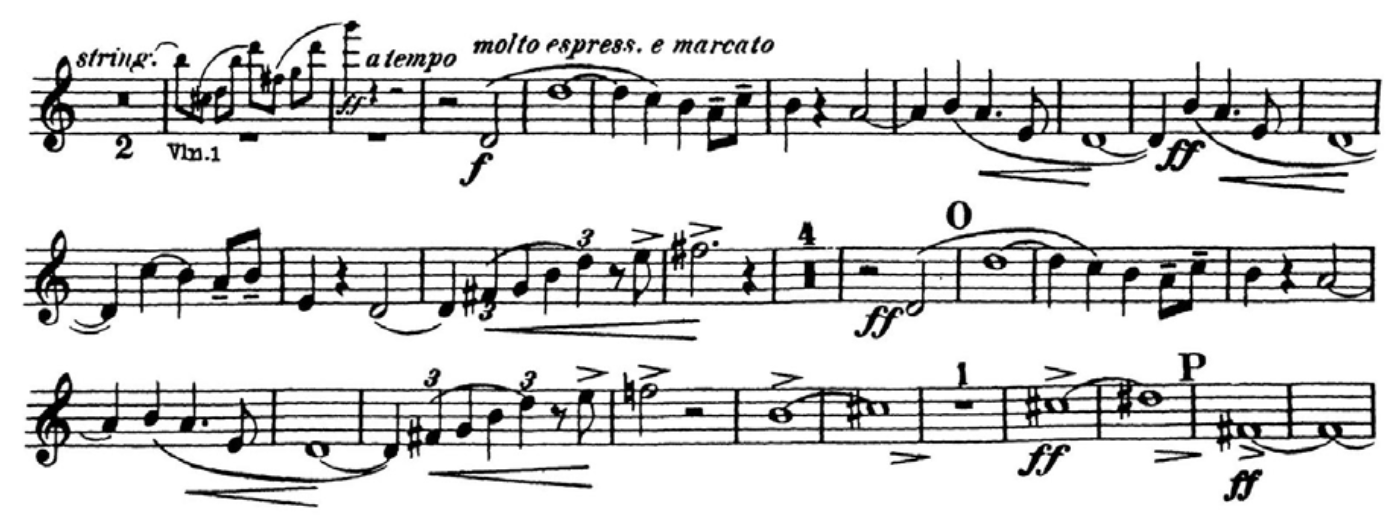 string. a tempo molto espress. e marcato
2 Vln.1 ff f ff
3 3 4 ff O
3 3 1 ff P ff